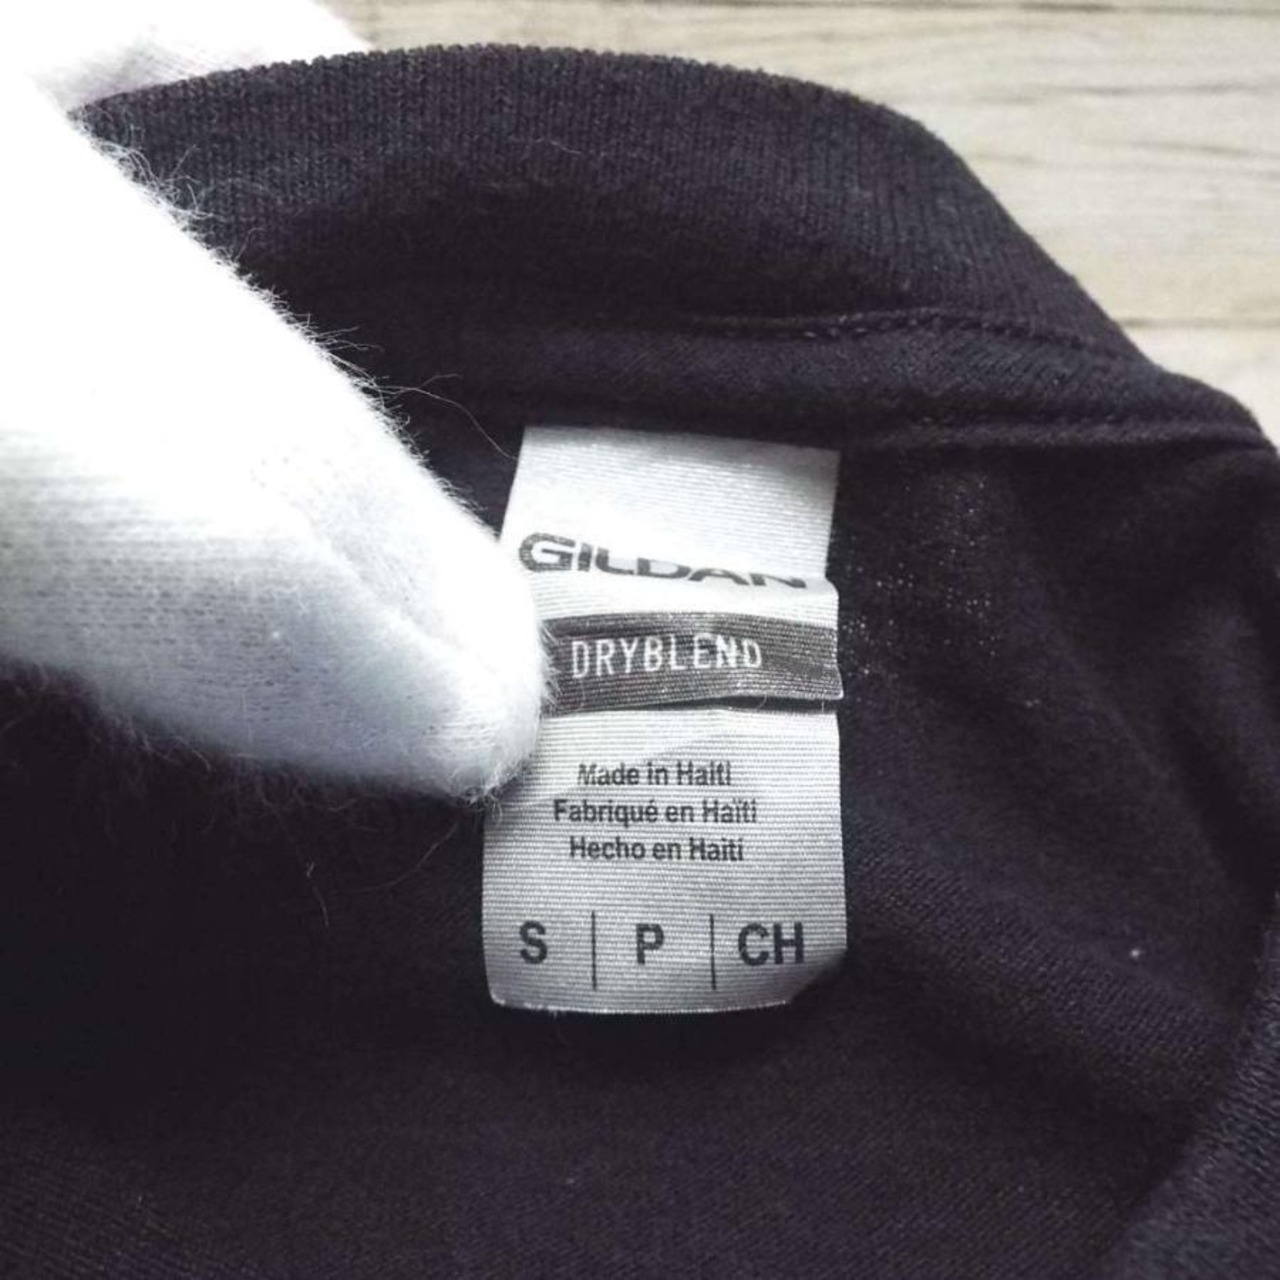 GILDAN
DRYBLEND
Made in Haiti
Fabriqué en Haïti
Hecho en Haití
S | P | CH